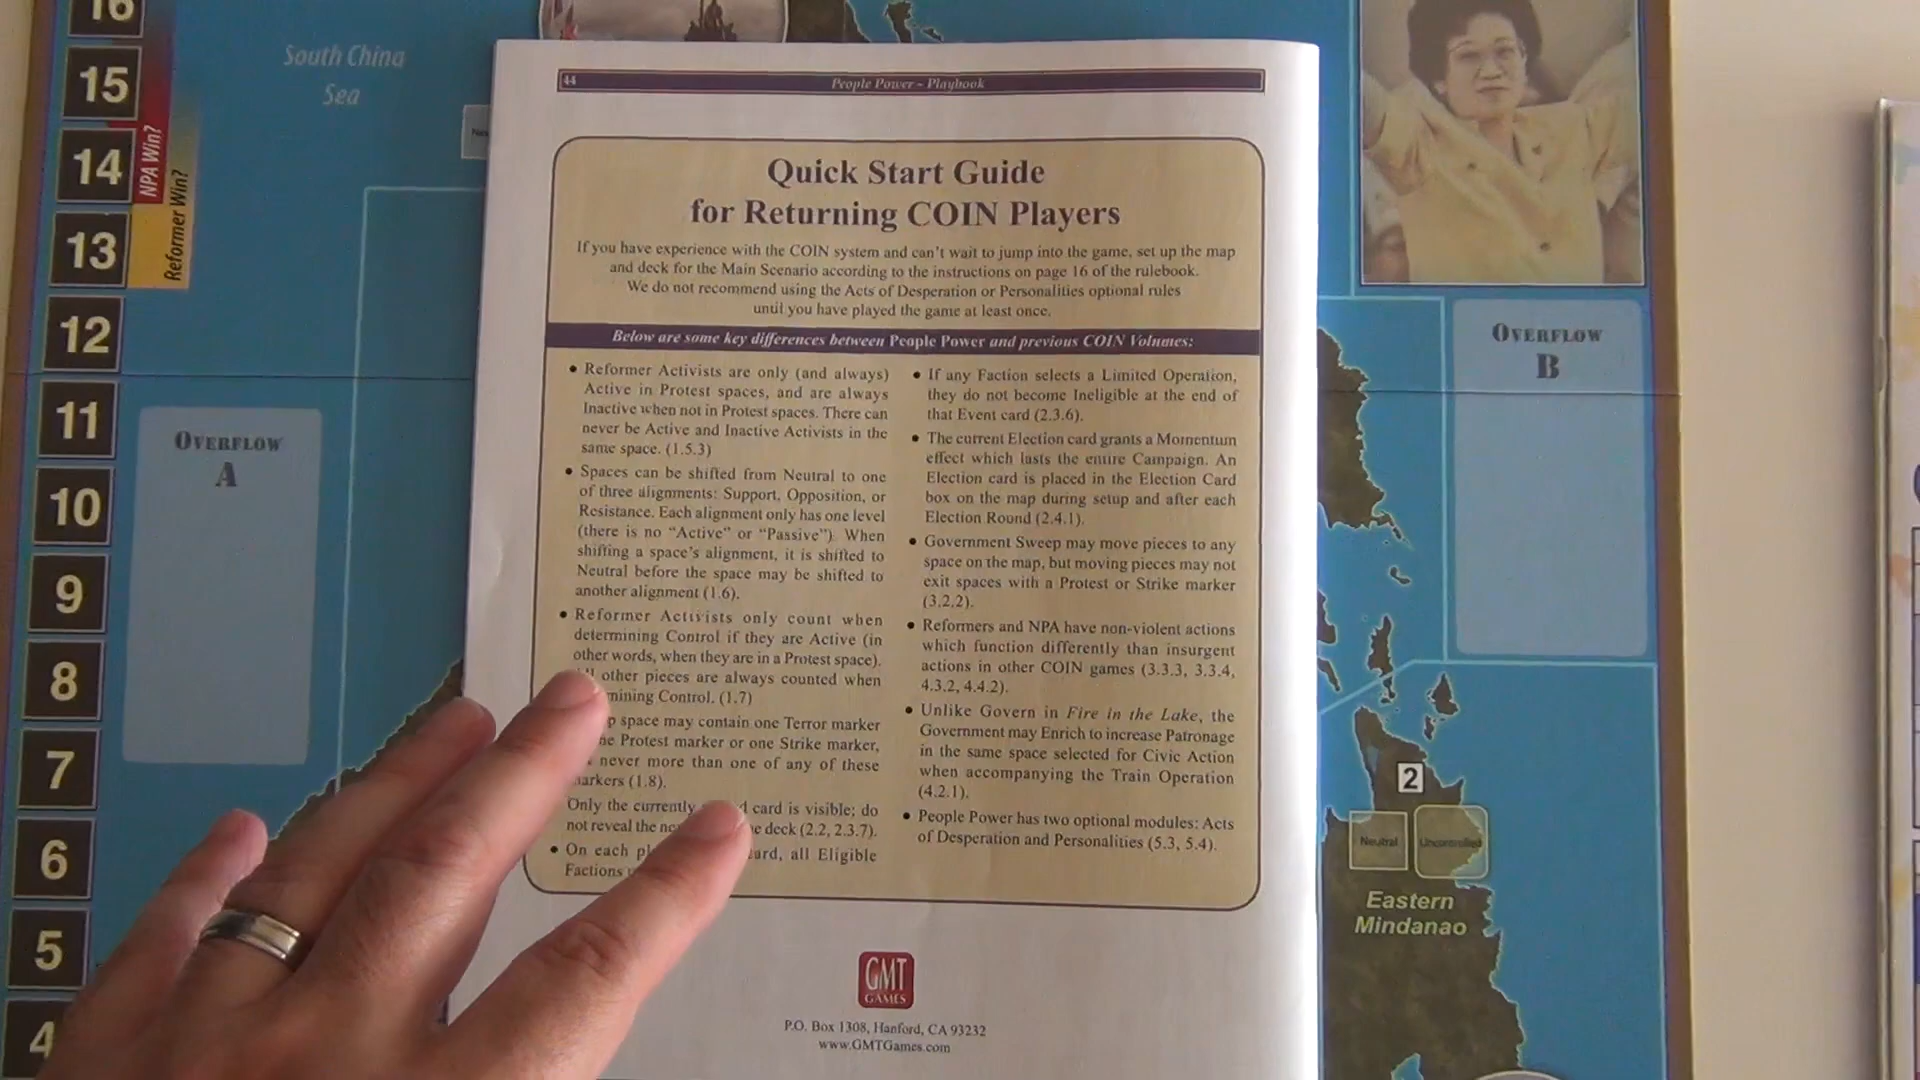 16
15
14
13
12
11
10
9
8
7
6
5
4
NPA Win?
Reformer Win?
South China
Sea
OVERFLOW
A
44
People Power ~ Playbook
Quick Start Guide
for Returning COIN Players
If you have experience with the COIN system and can't wait to jump into the game, set up the map
and deck for the Main Scenario according to the instructions on page 16 of the rulebook.
We do not recommend using the Acts of Desperation or Personalities optional rules
until you have played the game at least once.
Below are some key differences between People Power and previous COIN Volumes:
• Reformer Activists are only (and always)
Active in Protest spaces, and are always
Inactive when not in Protest spaces. There can
never be Active and Inactive Activists in the
same space. (1.5.3)
• Spaces can be shifted from Neutral to one
of three alignments: Support, Opposition, or
Resistance. Each alignment only has one level
(there is no “Active” or “Passive”). When
shifting a space's alignment, it is shifted to
Neutral before the space may be shifted to
another alignment (1.6).
• Reformer Activists only count when
determining Control if they are Active (in
other words, when they are in a Protest space).
other pieces are always counted when
mining Control. (1.7)
space may contain one Terror marker
Protest marker or one Strike marker,
never more than one of any of these
arkers (1.8).
Only the currently card is visible; do
not reveal the deck (2.2, 2.3.7).
• On each card, all Eligible
Factions
• If any Faction selects a Limited Operation,
they do not become Ineligible at the end of
that Event card (2.3.6).
• The current Election card grants a Momentum
effect which lasts the entire Campaign. An
Election card is placed in the Election Card
box on the map during setup and after each
Election Round (2.4.1).
• Government Sweep may move pieces to any
space on the map, but moving pieces may not
exit spaces with a Protest or Strike marker
(3.2.2).
• Reformers and NPA have non-violent actions
which function differently than insurgent
actions in other COIN games (3.3.3, 3.3.4,
4.3.2, 4.4.2).
• Unlike Govern in Fire in the Lake, the
Government may Enrich to increase Patronage
in the same space selected for Civic Action
when accompanying the Train Operation
(4.2.1).
• People Power has two optional modules: Acts
of Desperation and Personalities (5.3, 5.4).
GMT
GAMES
P.O. Box 1308, Hanford, CA 93232
www.GMTGames.com
OVERFLOW
B
2
Neutral
Uncontrolled
Eastern
Mindanao